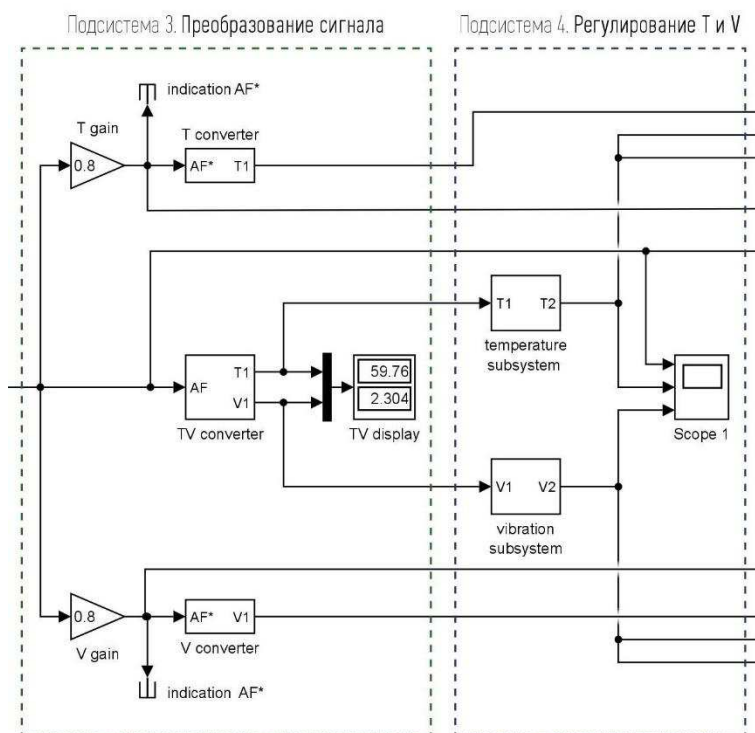 Подсистема 3. Преобразование сигнала
Подсистема 4. Регулирование T и V
indication AF*
T gain
T converter
0.8
AF* T1
T1 T2
temperature
subsystem
AF
T1
V1
59.76
2.304
TV converter
TV display
Scope 1
V1 V2
vibration
subsystem
0.8
AF* V1
V gain
V converter
indication AF*